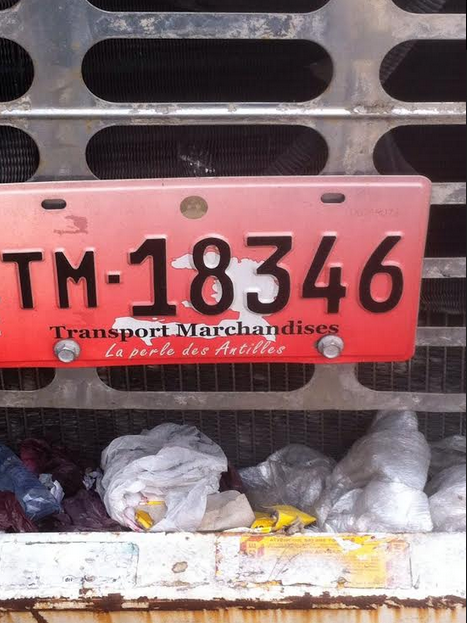 TM-18346
Transport Marchandises
La perle des Antilles